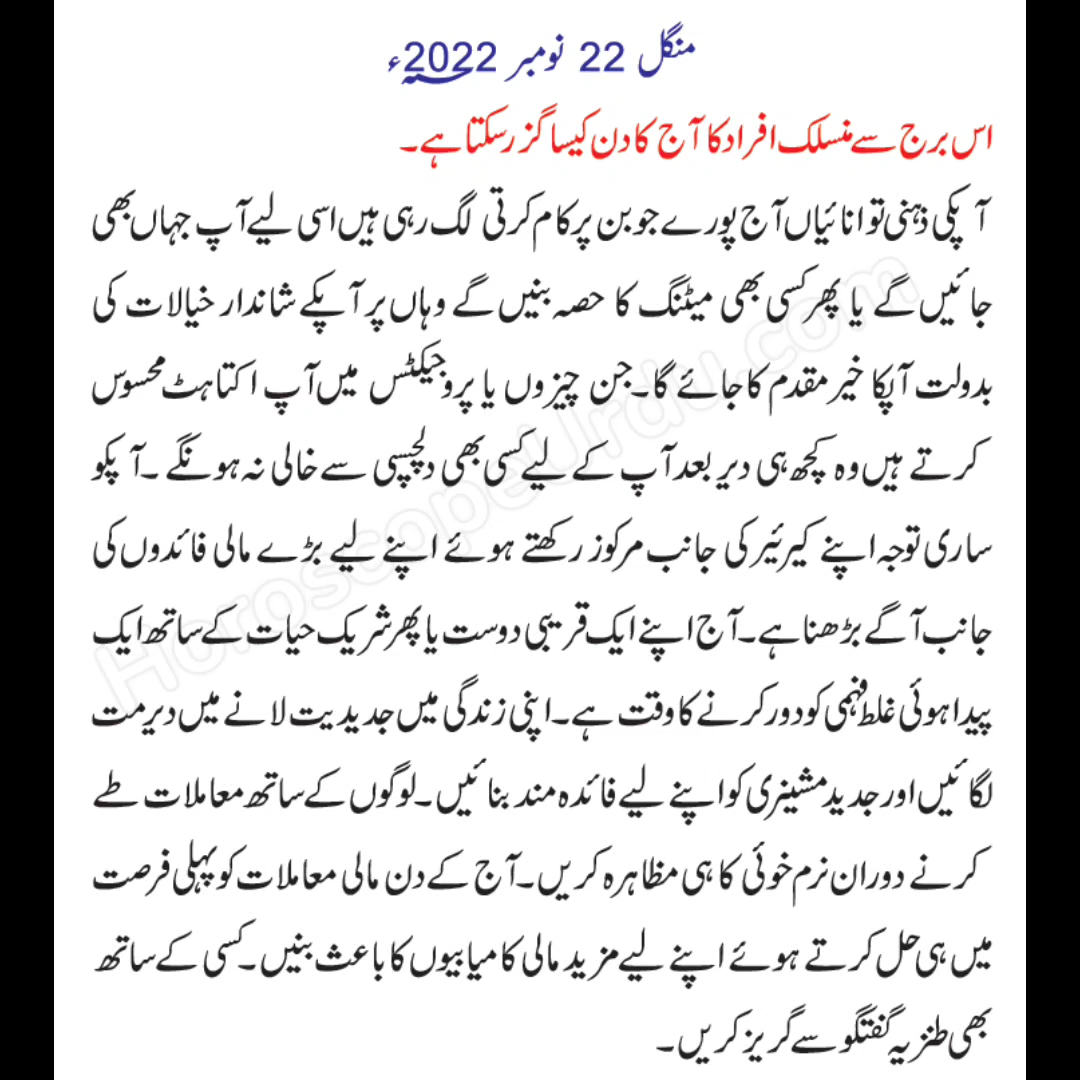 منگل 22 نومبر 2022ء
اس برج سے منسلک افراد کا آج کا دن کیسا گزر سکتا ہے۔
آپکی ذہنی توانائیاں آج پورے جوبن پر کام کرتی لگ رہی ہیں اسی لیے آپ جہاں بھی
جائیں گے یا پھر کسی بھی میٹنگ کا حصہ بنیں گے وہاں پر آپکے شاندار خیالات کی
بدولت آپکا خیر مقدم کا جائے گا۔ جن چیزوں یا پروجیکٹس میں آپ اکتاہٹ محسوس
کرتے ہیں وہ کچھ ہی دیر بعد آپ کے لیے کسی بھی دلچسپی سے خالی نہ ہونگے ۔ آپکو
ساری توجہ اپنے کیرئیر کی جانب مرکوز رکھتے ہوئے اپنے لیے بڑے مالی فائدوں کی
جانب آگے بڑھنا ہے۔ آج اپنے ایک قریبی دوست یا پھر شریک حیات کے ساتھ ایک
پیدا ہوئی غلط فہمی کو دور کرنے کا وقت ہے۔ اپنی زندگی میں جدیدیت لانے میں دیر مت
لگائیں اور جدید مشینری کو اپنے لیے فائدہ مند بنائیں۔ لوگوں کے ساتھ معاملات طے
کرنے دوران نرم خوئی کا ہی مظاہرہ کریں۔ آج کے دن مالی معاملات کو پہلی فرصت
میں ہی حل کرتے ہوئے اپنے لیے مزید مالی کامیابیوں کا باعث بنیں۔ کسی کے ساتھ
بھی طنزیہ گفتگو سے گریز کریں۔
HoroscopeUrdu.com